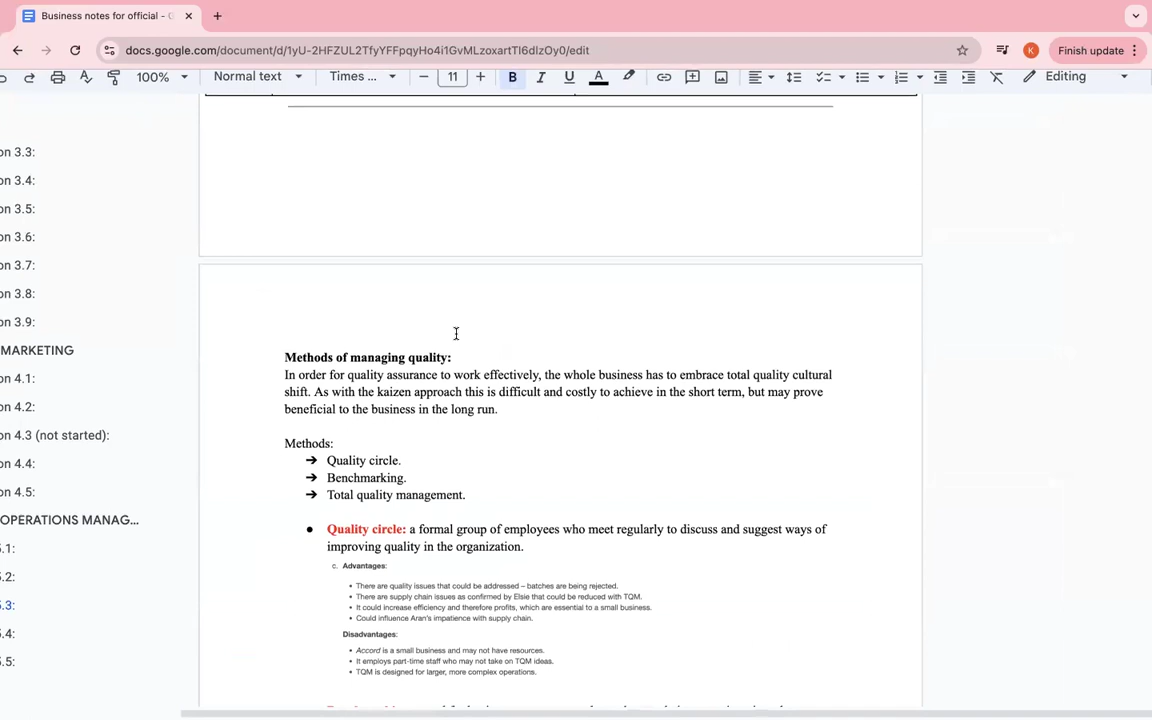 Business notes for official - G
docs.google.com/document/d/1yU-2HFZUL2TfyYFFpqyHo4i1GvMLzoxartTI6dIzOy0/edit
K
Finish update
100%
Normal text
Times ...
11
B
I
U
A
Editing
on 3.3:
on 3.4:
on 3.5:
on 3.6:
on 3.7:
on 3.8:
on 3.9:
MARKETING
on 4.1:
on 4.2:
on 4.3 (not started):
on 4.4:
on 4.5:
OPERATIONS MANAG...
5.1:
5.2:
5.3:
5.4:
5.5:
Methods of managing quality:
In order for quality assurance to work effectively, the whole business has to embrace total quality cultural
shift. As with the kaizen approach this is difficult and costly to achieve in the short term, but may prove
beneficial to the business in the long run.
Methods:
➔ Quality circle.
➔ Benchmarking.
➔ Total quality management.
● Quality circle: a formal group of employees who meet regularly to discuss and suggest ways of
improving quality in the organization.
c. Advantages:
• There are quality issues that could be addressed – batches are being rejected.
• There are supply chain issues as confirmed by Elsie that could be reduced with TQM.
• It could increase efficiency and therefore profits, which are essential to a small business.
• Could influence Aran's impatience with supply chain.
Disadvantages:
• Accord is a small business and may not have resources.
• It employs part-time staff who may not take on TQM ideas.
• TQM is designed for larger, more complex operations.